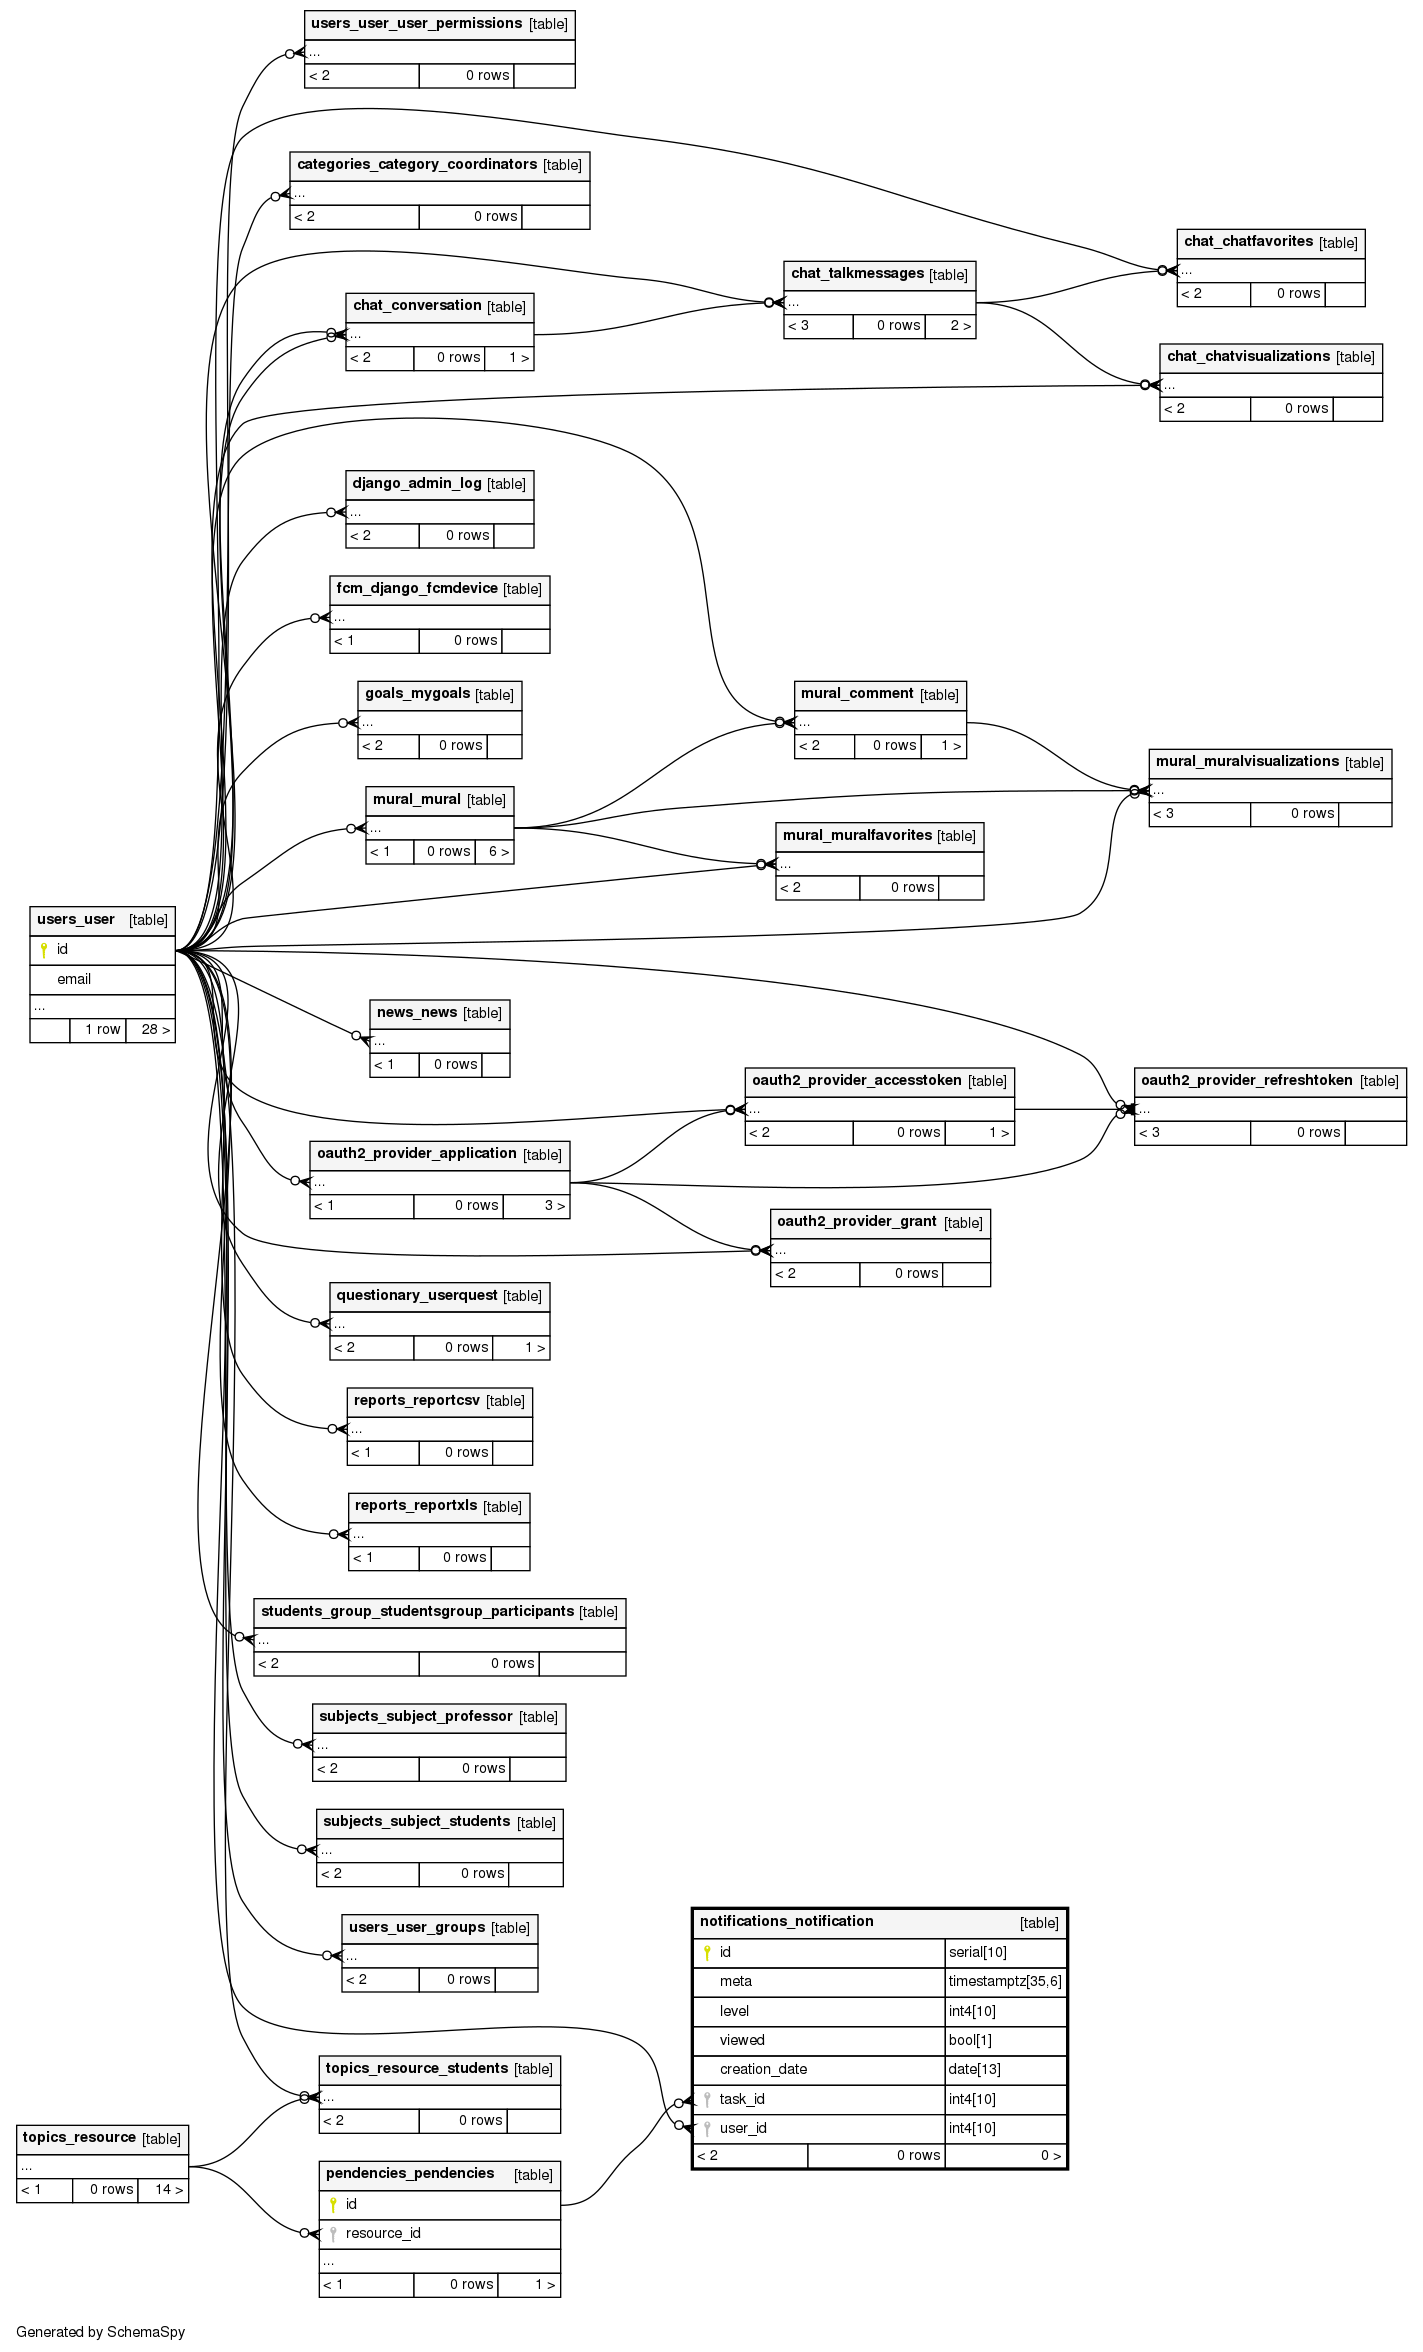 users_user_user_permissions [table]
...
< 2 0 rows
categories_category_coordinators [table]
...
< 2 0 rows
chat_chatfavorites [table]
...
< 2 0 rows
chat_talkmessages [table]
...
< 3 0 rows 2 >
chat_conversation [table]
...
< 2 0 rows 1 >
chat_chatvisualizations [table]
...
< 2 0 rows
django_admin_log [table]
...
< 2 0 rows
fcm_django_fcmdevice [table]
...
< 1 0 rows
goals_mygoals [table]
...
< 2 0 rows
mural_comment [table]
...
< 2 0 rows 1 >
mural_muralvisualizations [table]
...
< 3 0 rows
mural_mural [table]
...
< 1 0 rows 6 >
mural_muralfavorites [table]
...
< 2 0 rows
users_user [table]
id
email
...
1 row 28 >
news_news [table]
...
< 1 0 rows
oauth2_provider_accesstoken [table]
...
< 2 0 rows 1 >
oauth2_provider_refreshtoken [table]
...
< 3 0 rows
oauth2_provider_application [table]
...
< 1 0 rows 3 >
oauth2_provider_grant [table]
...
< 2 0 rows
questionary_userquest [table]
...
< 2 0 rows 1 >
reports_reportcsv [table]
...
< 1 0 rows
reports_reportxls [table]
...
< 1 0 rows
students_group_studentsgroup_participants [table]
...
< 2 0 rows
subjects_subject_professor [table]
...
< 2 0 rows
subjects_subject_students [table]
...
< 2 0 rows
users_user_groups [table]
...
< 2 0 rows
notifications_notification [table]
id serial[10]
meta timestamptz[35,6]
level int4[10]
viewed bool[1]
creation_date date[13]
task_id int4[10]
user_id int4[10]
< 2 0 rows 0 >
topics_resource_students [table]
...
< 2 0 rows
topics_resource [table]
...
< 1 0 rows 14 >
pendencies_pendencies [table]
id
resource_id
...
< 1 0 rows 1 >
Generated by SchemaSpy